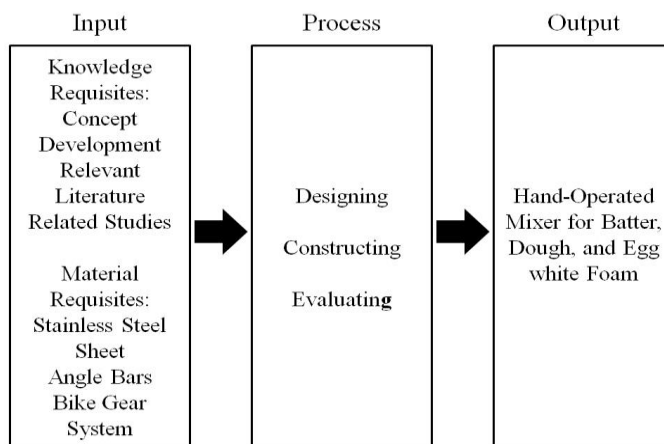 Input
Knowledge
Requisites:
Concept
Development
Relevant
Literature
Related Studies
Material
Requisites:
Stainless Steel
Sheet
Angle Bars
Bike Gear
System
Process
Designing
Constructing
Evaluating
Output
Hand-Operated
Mixer for Batter,
Dough, and Egg
white Foam